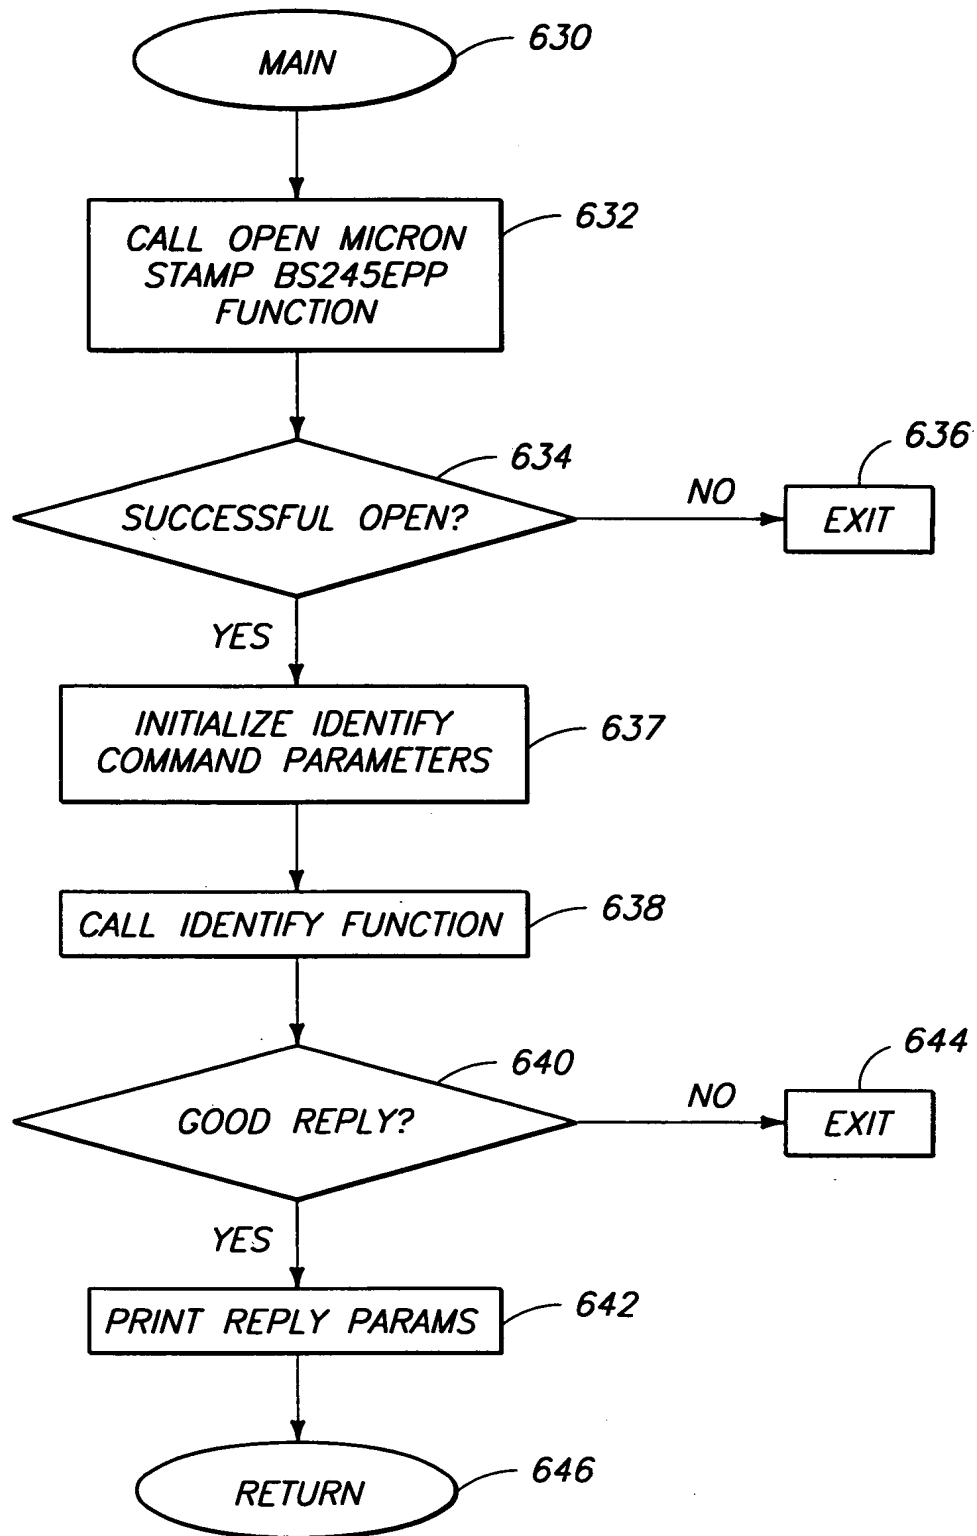 MAIN
630
CALL OPEN MICRON
STAMP BS245EPP
FUNCTION
632
SUCCESSFUL OPEN?
634
NO
EXIT
636
YES
INITIALIZE IDENTIFY
COMMAND PARAMETERS
637
CALL IDENTIFY FUNCTION
638
GOOD REPLY?
640
NO
EXIT
644
YES
PRINT REPLY PARAMS
642
RETURN
646